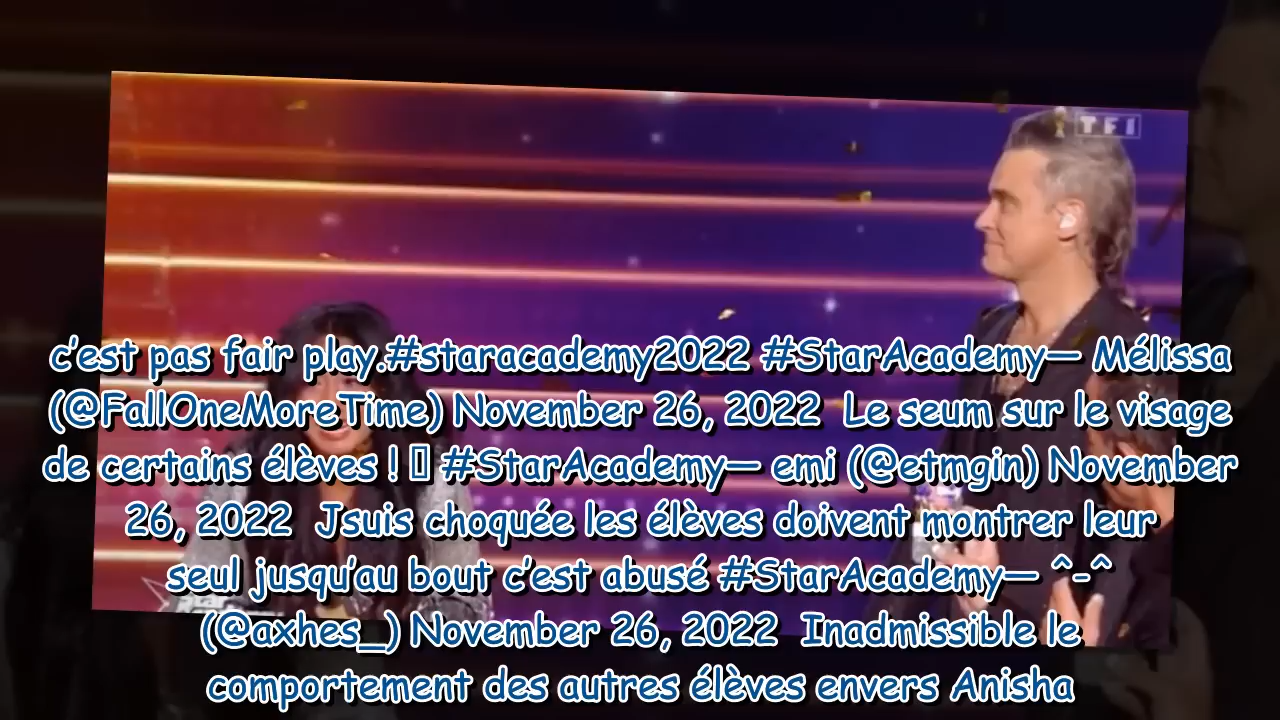 TF1
c'est pas fair play.#staracademy2022 #StarAcademy— Mélissa
(@FallOneMoreTime) November 26, 2022 Le seum sur le visage
de certains élèves ! #StarAcademy— emi (@etmgin) November
26, 2022 Jsuis choquée les élèves doivent montrer leur
seul jusqu'au bout c'est abusé #StarAcademy— ^-^
(@axhes_) November 26, 2022 Inadmissible le
comportement des autres élèves envers Anisha